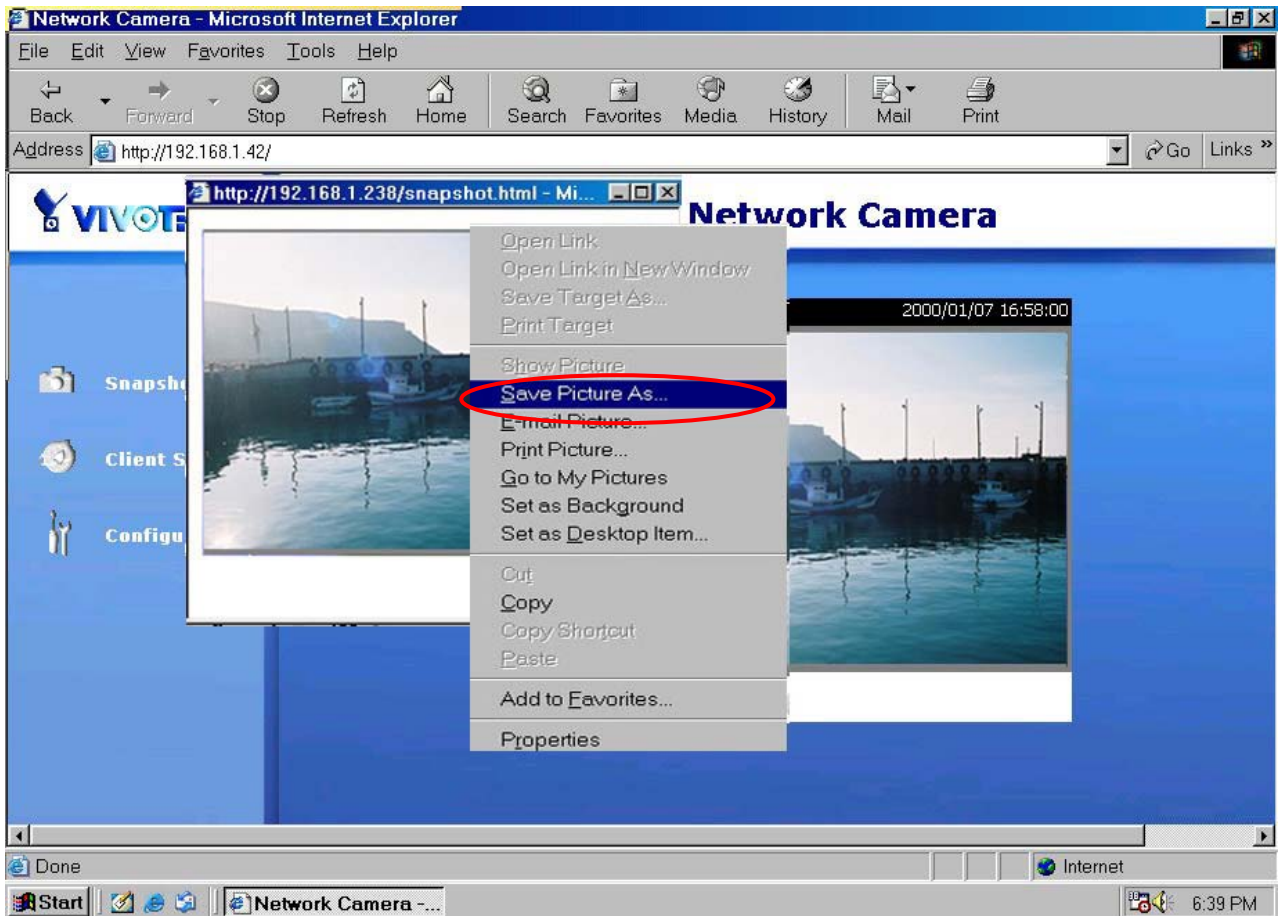 Network Camera - Microsoft Internet Explorer
File Edit View Favorites Tools Help
Back Forward Stop Refresh Home Search Favorites Media History Mail Print
Address http://192.168.1.42/ Go Links »
http://192.168.1.238/snapshot.html - Mi...
Network Camera
Open Link
Open Link in New Window
Save Target As...
Print Target
2000/01/07 16:58:00
Show Picture
Save Picture As...
E-mail Picture...
Print Picture...
Go to My Pictures
Set as Background
Set as Desktop Item...
Cut
Copy
Copy Shortcut
Paste
Add to Favorites...
Properties
Client S
Configu
Done
Internet
Start
Network Camera -...
6:39 PM